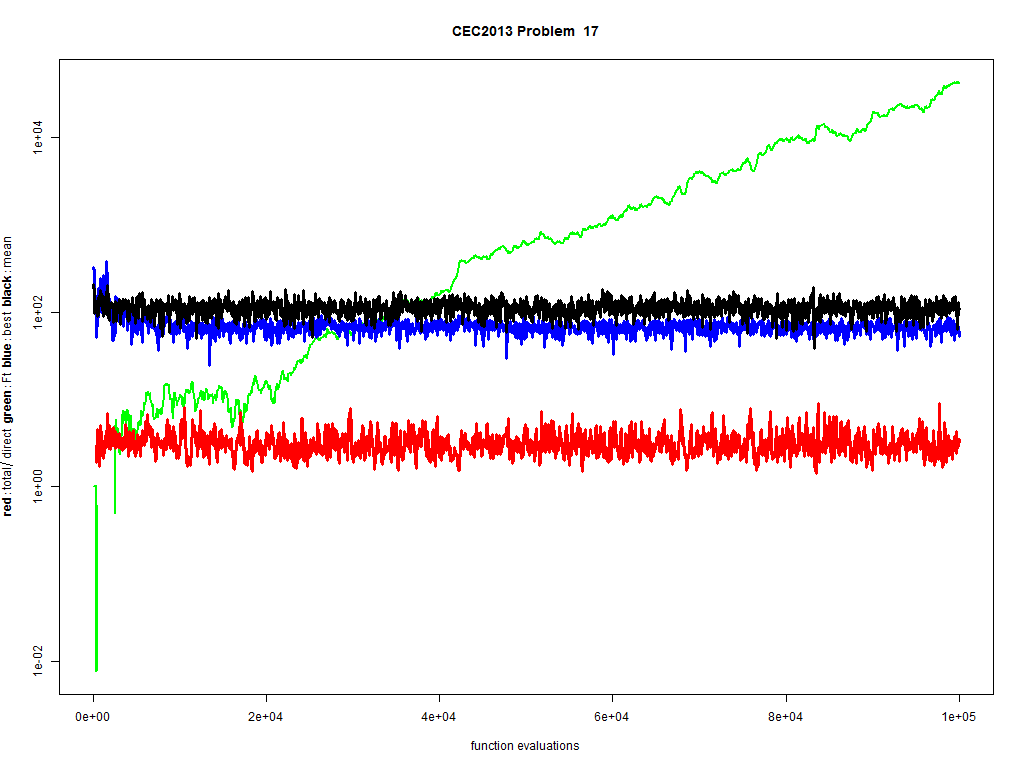 CEC2013 Problem 17
red : total/ direct green : Ft blue : best black : mean
1e+04
1e+02
1e+00
1e-02
0e+00 2e+04 4e+04 6e+04 8e+04 1e+05
function evaluations